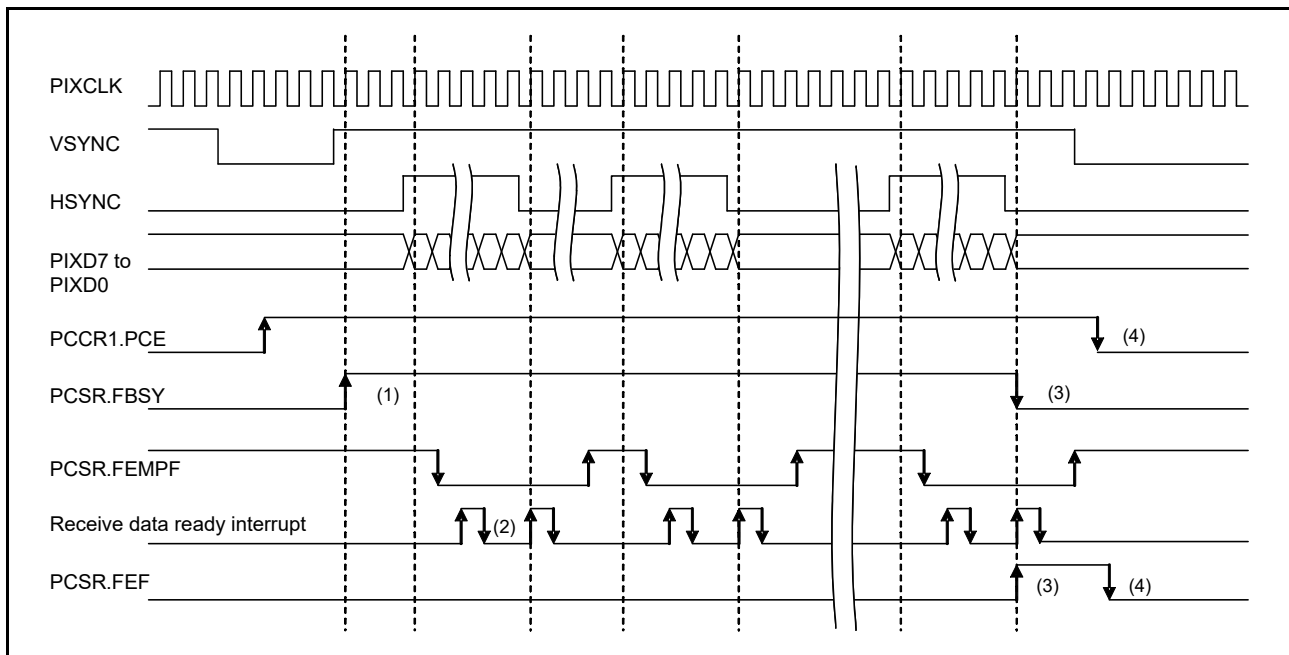 PIXCLK
VSYNC
HSYNC
PIXD7 to
PIXD0
PCCR1.PCE
(4)
PCSR.FBSY
(1)
(3)
PCSR.FEMPF
Receive data ready interrupt
(2)
PCSR.FEF
(3)
(4)